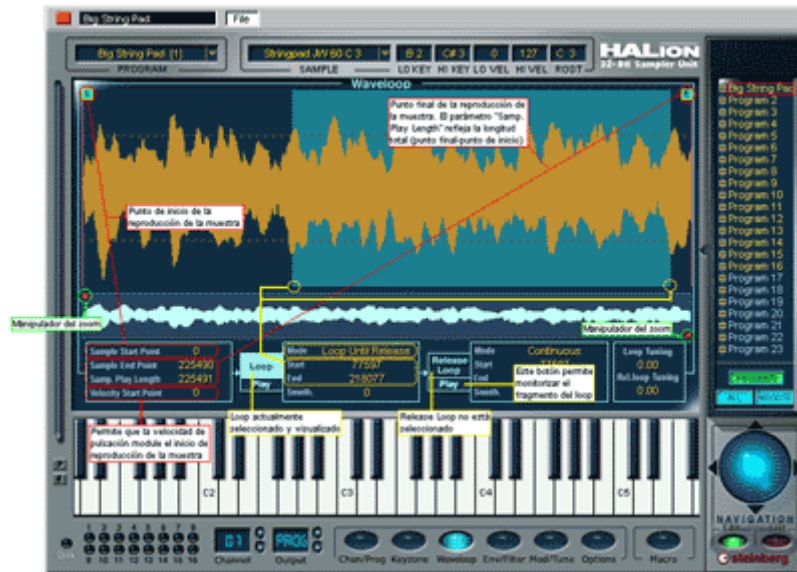 Big String Pad File
Big String Pad (1)
PROGRAM
Stringpad JW 60 C 3 B 2 C# 3 0 127 C 3
SAMPLE LO KEY HI KEY LO VEL HI VEL ROOT
HALion
32-Bit Sampler Unit
Waveloop
S
E
Punto final de la reproducción de
la muestra. El parámetro "Samp.
Play Length" refleja la longitud
total (punto final-punto de inicio)
Punto de inicio de la
reproducción de la muestra
Manipulador del zoom
Manipulador del zoom
Sample Start Point 0
Sample End Point 225490
Samp. Play Length 225491
Velocity Start Point 0
Loop
Play
Mode Loop Until Release
Start 77597
End 218077
Smth. 0
Release
Loop
Play
Mode Continuous
Start
End
Smth.
Este botón permite
monitorizar el
fragmento del loop
Loop Tuning
0.00
Rel.loop Tuning
0.00
Loop actualmente
seleccionado y visualizado
Release Loop no está
seleccionado
Permite que la velocidad de
pulsación module el inicio de
reproducción de la muestra
C2 C3 C4 C5
Big String Pad
Program 2
Program 3
Program 4
Program 5
Program 6
Program 7
Program 8
Program 9
Program 10
Program 11
Program 12
Program 13
Program 14
Program 15
Program 16
Program 17
Program 18
Program 19
Program 20
Program 21
Program 22
Program 23
NAVIGATION
Edit
steinberg
Disk
1 2 3 4 5 6 7 8
9 10 11 12 13 14 15 16
01
Channel
PROG
Output
Chan/Prog Keyzone Waveloop Env/Filter Mod/Tune Options Macro